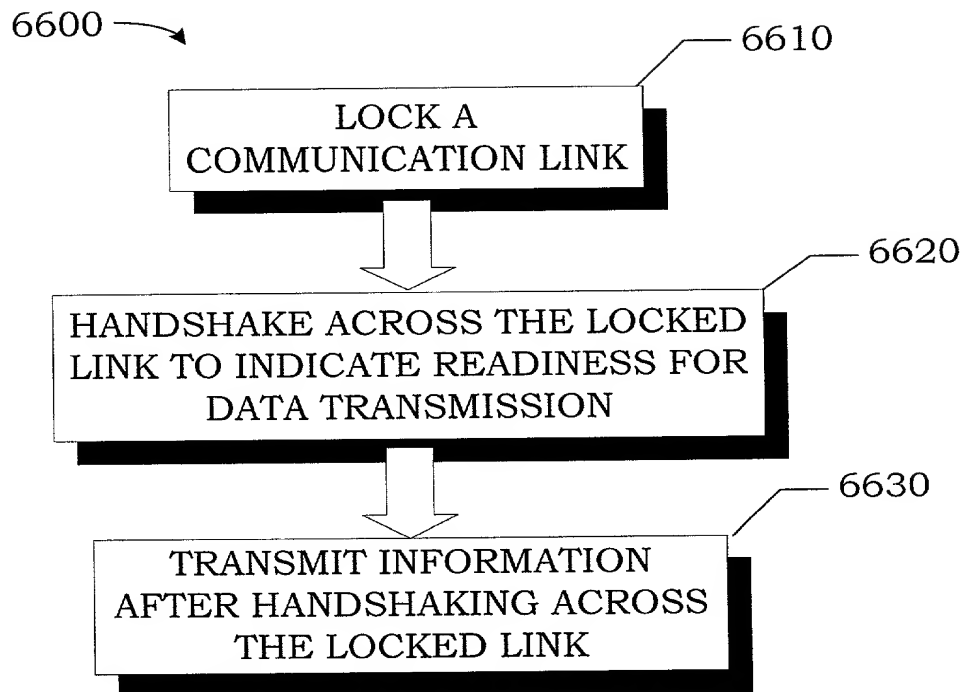 6600
6610
LOCK A
COMMUNICATION LINK
6620
HANDSHAKE ACROSS THE LOCKED
LINK TO INDICATE READINESS FOR
DATA TRANSMISSION
6630
TRANSMIT INFORMATION
AFTER HANDSHAKING ACROSS
THE LOCKED LINK